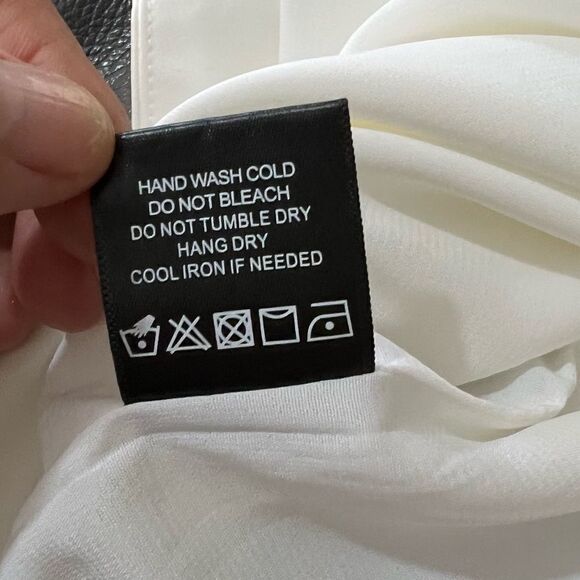 HAND WASH COLD
DO NOT BLEACH
DO NOT TUMBLE DRY
HANG DRY
COOL IRON IF NEEDED